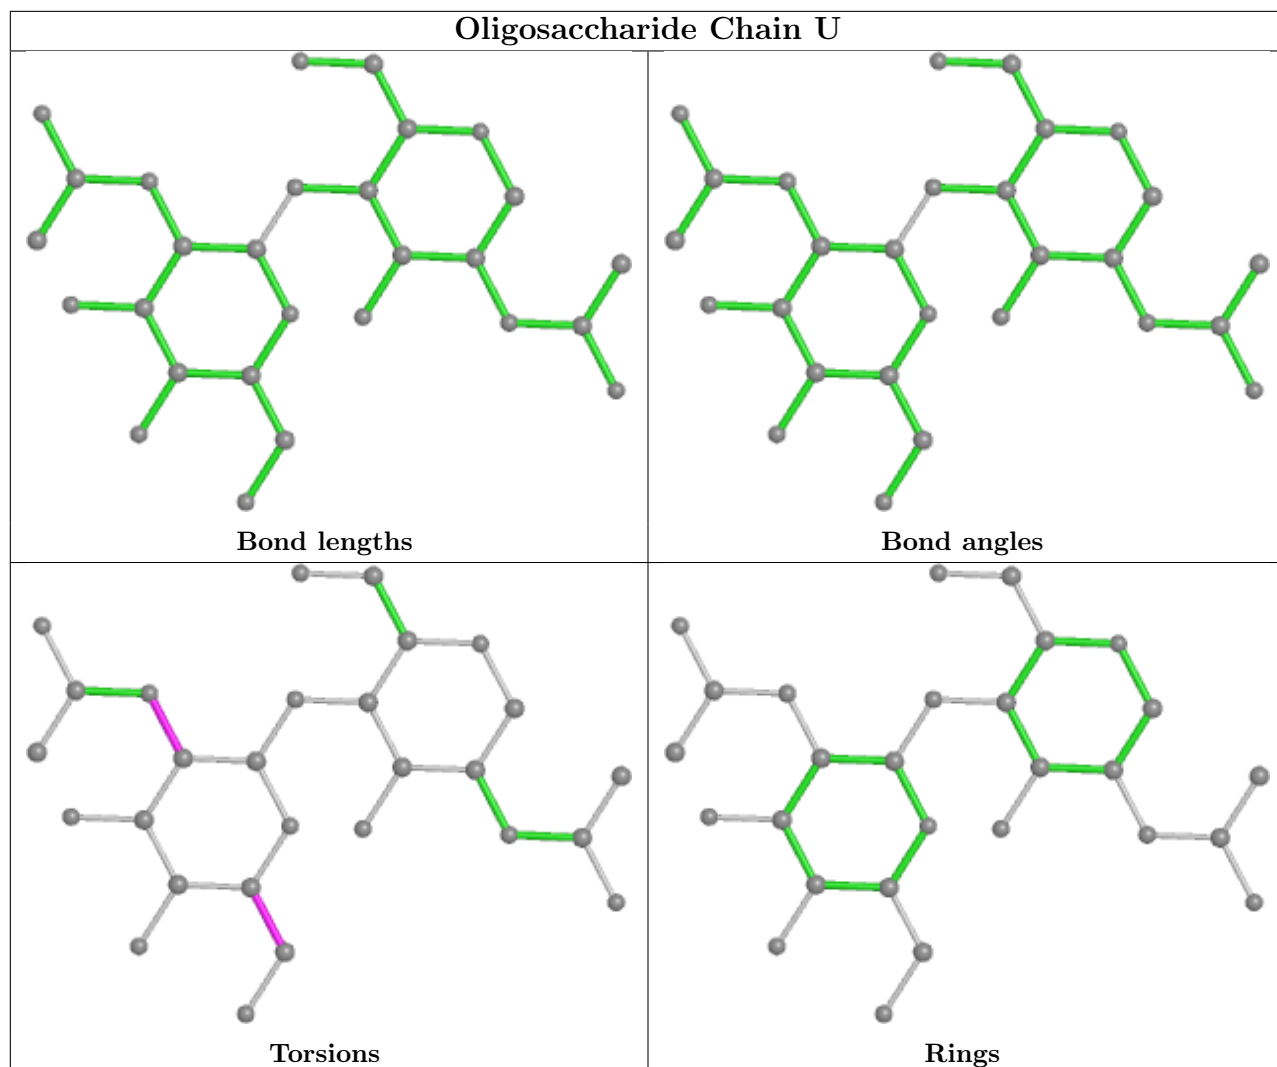 Oligosaccharide Chain U
Bond lengths
Bond angles
Torsions
Rings